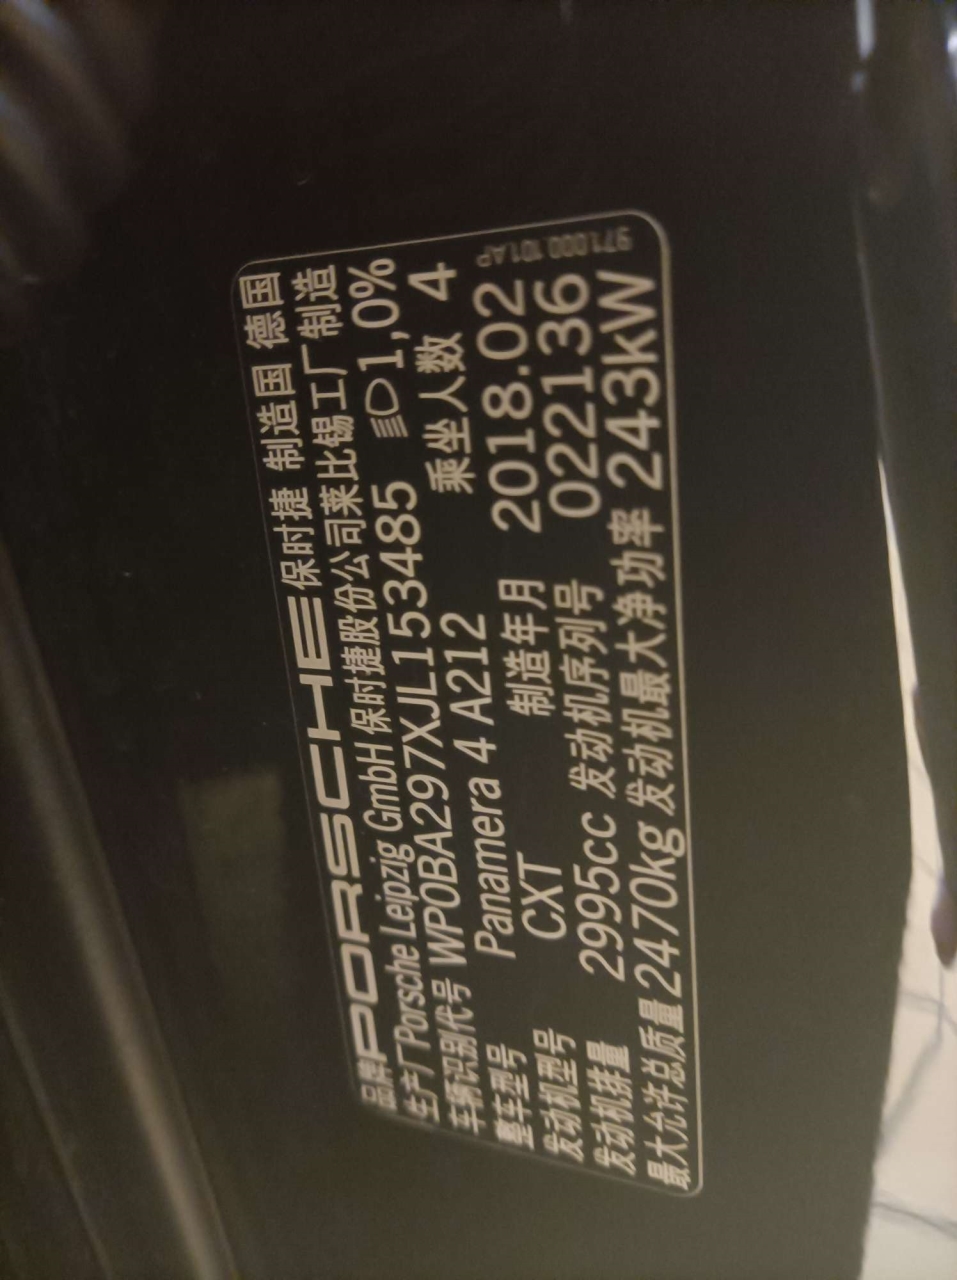 品牌 PORSCHE 保时捷 制造国 德国
生产厂 Porsche Leipzig GmbH 保时捷股份公司莱比锡工厂制造
车辆识别代号 WP0BA297XJL153485 1,0%
整车型号 Panamera 4 A212 乘坐人数 4
发动机型号 CXT 制造年月 2018.02
发动机排量 2995cc 发动机序列号 022136
最大允许总质量 2470kg 发动机最大净功率 243kW
971.000.101.AP